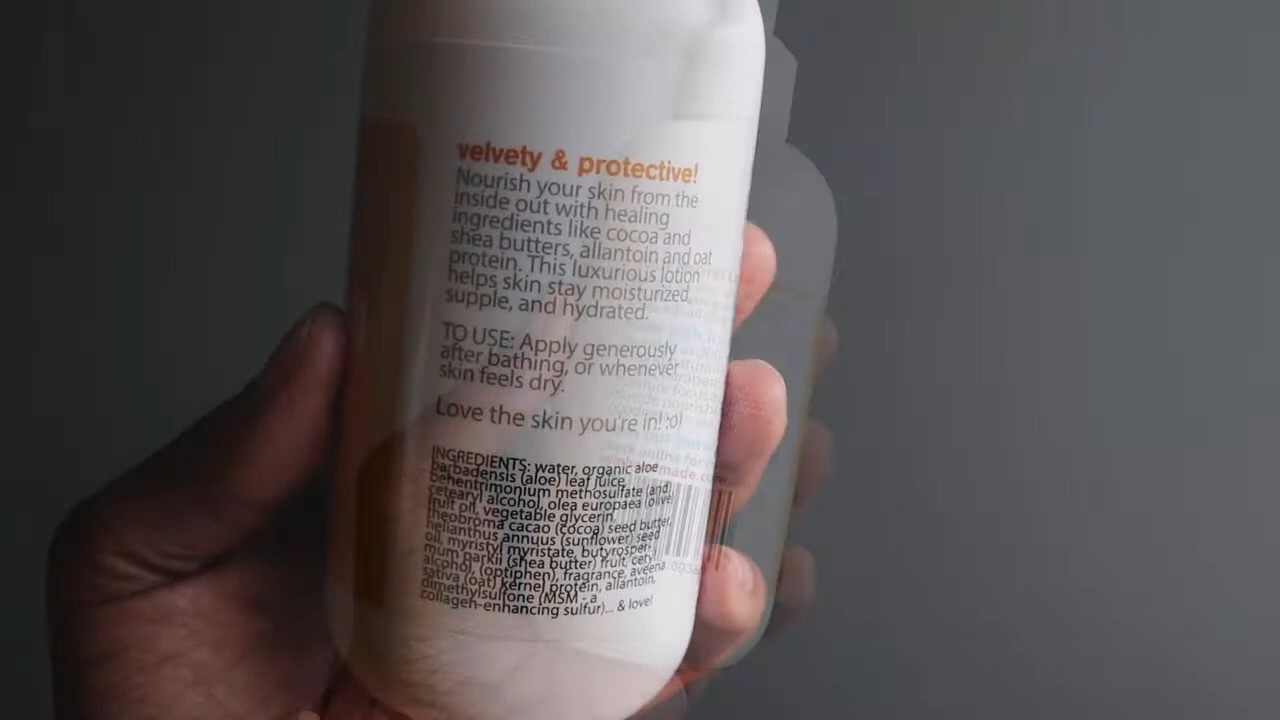 velvety & protective!
Nourish your skin from the
inside out with healing
ingredients like cocoa and
shea butters, allantoin and oat
protein. This luxurious lotion
helps skin stay moisturized,
supple, and hydrated.
TO USE: Apply generously
after bathing, or whenever
skin feels dry.
Love the skin you're in! :o)
INGREDIENTS: water, organic aloe
barbadensis (aloe) leaf juice,
behentrimonium methosulfate (and)
cetearyl alcohol, olea europaea (olive)
fruit oil, vegetable glycerin,
theobroma cacao (cocoa) seed butter,
helianthus annuus (sunflower) seed
oil, myristyl myristate, butyrosper-
mum parkii (shea butter) fruit, cetyl
alcohol, (optiphen), fragrance, aveena
sativa (oat) kernel protein, allantoin,
dimethylsulfone (MSM - a
collagen-enhancing sulfur)... & love!